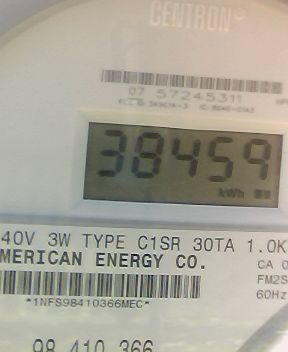 CENTRON®
07 57245311
38459
kWh
40V 3W TYPE C1SR 30TA 1.0K
MERICAN ENERGY CO.
CA 0
FM2S
60Hz
*1NFS98410366MEC*
98 410 366